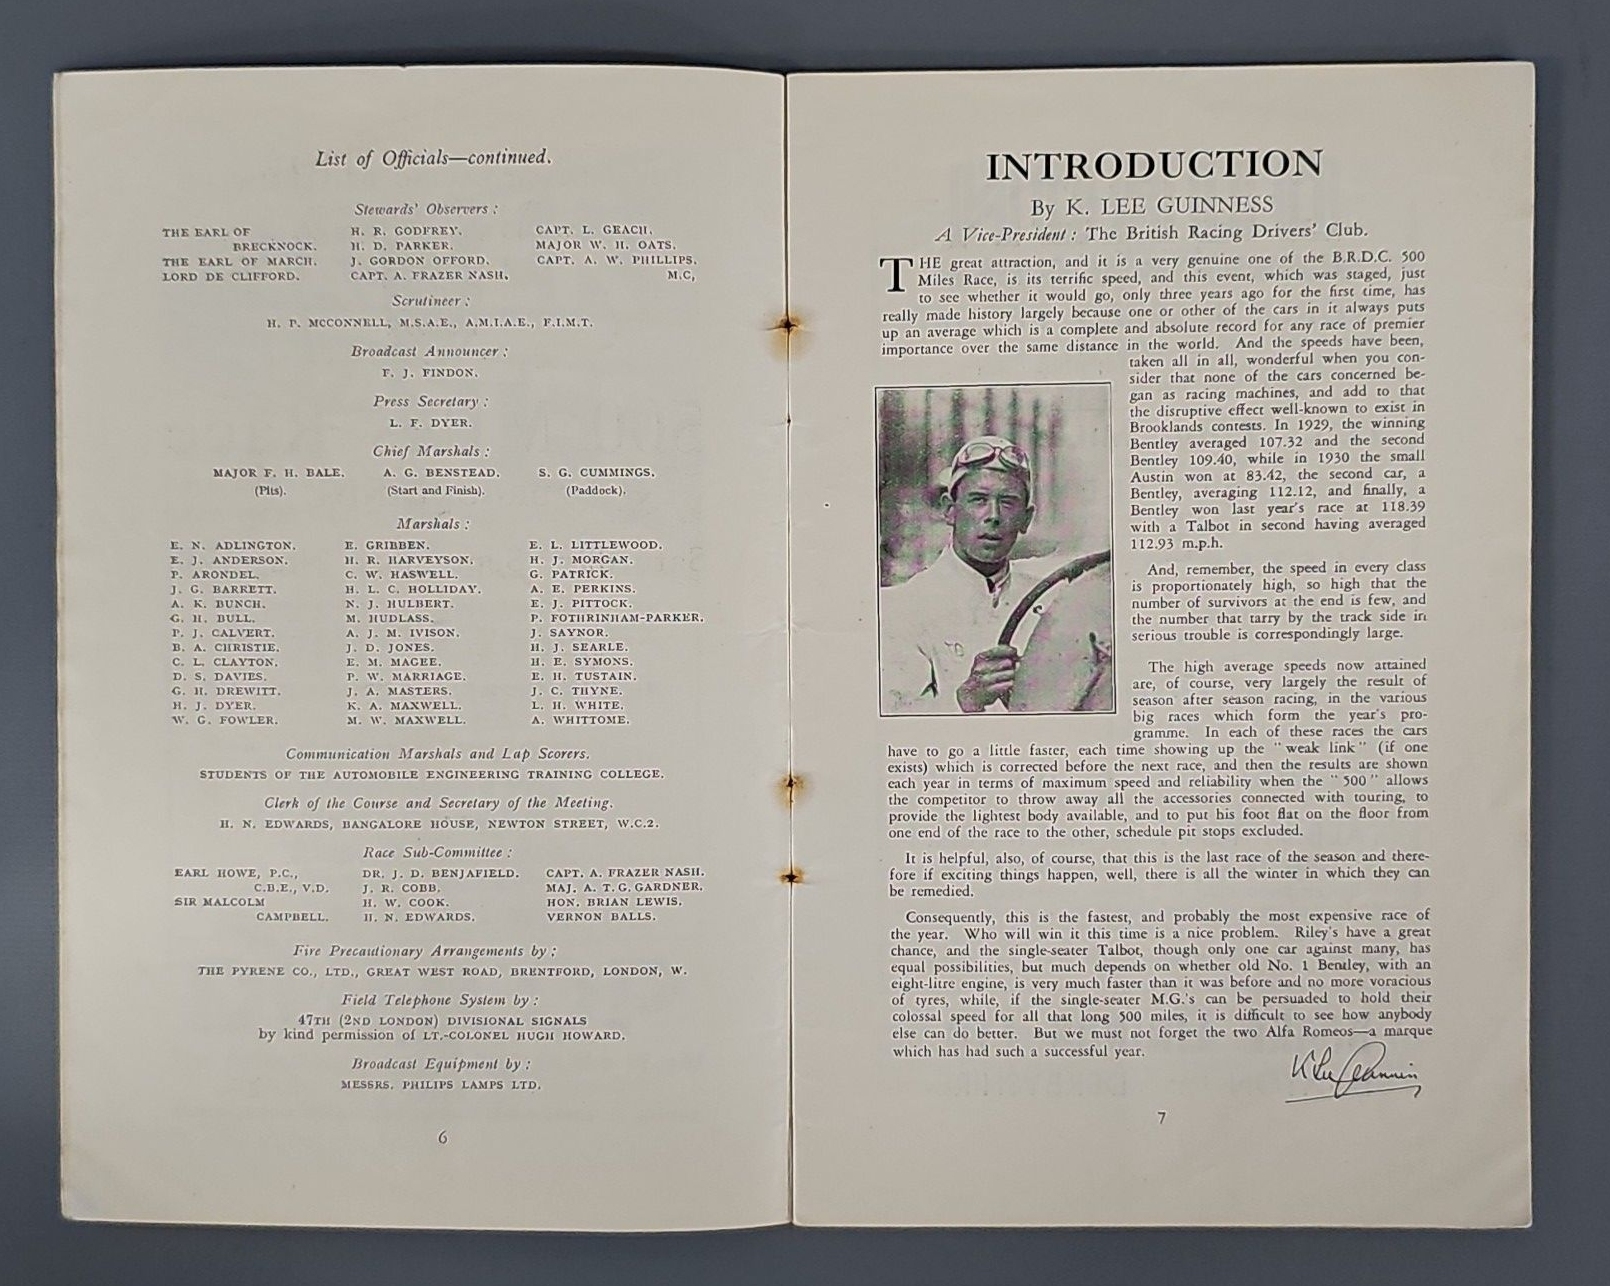 List of Officials—continued.
Stewards' Observers :
THE EARL OF
BRECKNOCK.
THE EARL OF MARCH.
LORD DE CLIFFORD.
H. R. GODFREY.
H. D. PARKER.
J. GORDON OFFORD.
CAPT. A. FRAZER NASH.
CAPT. L. GEACH.
MAJOR W. H. OATS.
CAPT. A. W. PHILLIPS,
M.C,
Scrutineer :
H. P. MCCONNELL, M.S.A.E., A.M.I.A.E., F.I.M.T.
Broadcast Announcer :
F. J. FINDON.
Press Secretary :
L. F. DYER.
Chief Marshals :
MAJOR F. H. BALE. A. G. BENSTEAD. S. G. CUMMINGS.
(Pits). (Start and Finish). (Paddock).
Marshals :
E. N. ADLINGTON.
E. J. ANDERSON.
P. ARONDEL.
J. G. BARRETT.
A. K. BUNCH.
G. H. BULL.
P. J. CALVERT.
B. A. CHRISTIE.
C. L. CLAYTON.
D. S. DAVIES.
G. H. DREWITT.
H. J. DYER.
W. G. FOWLER.
E. GRIBBEN.
H. R. HARVEYSON.
C. W. HASWELL.
H. L. C. HOLLIDAY.
N. J. HULBERT.
M. HUDLASS.
A. J. M. IVISON.
J. D. JONES.
E. M. MAGEE.
P. W. MARRIAGE.
J. A. MASTERS.
K. A. MAXWELL.
M. W. MAXWELL.
E. L. LITTLEWOOD.
H. J. MORGAN.
G. PATRICK.
A. E. PERKINS.
E. J. PITTOCK.
P. FOTHRINHAM-PARKER.
J. SAYNOR.
H. J. SEARLE.
H. E. SYMONS.
E. H. TUSTAIN.
J. C. THYNE.
L. H. WHITE.
A. WHITTOME.
Communication Marshals and Lap Scorers.
STUDENTS OF THE AUTOMOBILE ENGINEERING TRAINING COLLEGE.
Clerk of the Course and Secretary of the Meeting.
H. N. EDWARDS, BANGALORE HOUSE, NEWTON STREET, W.C.2.
Race Sub-Committee :
EARL HOWE, P.C.,
C.B.E., V.D.
SIR MALCOLM
CAMPBELL.
DR. J. D. BENJAFIELD.
J. R. COBB.
H. W. COOK.
H. N. EDWARDS.
CAPT. A. FRAZER NASH.
MAJ. A. T. G. GARDNER.
HON. BRIAN LEWIS.
VERNON BALLS.
Fire Precautionary Arrangements by :
THE PYRENE CO., LTD., GREAT WEST ROAD, BRENTFORD, LONDON, W.
Field Telephone System by :
47TH (2ND LONDON) DIVISIONAL SIGNALS
by kind permission of LT.-COLONEL HUGH HOWARD.
Broadcast Equipment by :
MESSRS. PHILIPS LAMPS LTD.
6
INTRODUCTION
By K. LEE GUINNESS
A Vice-President : The British Racing Drivers' Club.
THE great attraction, and it is a very genuine one of the B.R.D.C. 500
Miles Race, is its terrific speed, and this event, which was staged, just
to see whether it would go, only three years ago for the first time, has
really made history largely because one or other of the cars in it always puts
up an average which is a complete and absolute record for any race of premier
importance over the same distance in the world. And the speeds have been,
taken all in all, wonderful when you con-
sider that none of the cars concerned be-
gan as racing machines, and add to that
the disruptive effect well-known to exist in
Brooklands contests. In 1929, the winning
Bentley averaged 107.32 and the second
Bentley 109.40, while in 1930 the small
Austin won at 83.42, the second car, a
Bentley, averaging 112.12, and finally, a
Bentley won last year's race at 118.39
with a Talbot in second having averaged
112.93 m.p.h.
And, remember, the speed in every class
is proportionately high, so high that the
number of survivors at the end is few, and
the number that tarry by the track side in
serious trouble is correspondingly large.
The high average speeds now attained
are, of course, very largely the result of
season after season racing, in the various
big races which form the year's pro-
gramme. In each of these races the cars
have to go a little faster, each time showing up the " weak link " (if one
exists) which is corrected before the next race, and then the results are shown
each year in terms of maximum speed and reliability when the " 500 " allows
the competitor to throw away all the accessories connected with touring, to
provide the lightest body available, and to put his foot flat on the floor from
one end of the race to the other, schedule pit stops excluded.
It is helpful, also, of course, that this is the last race of the season and there-
fore if exciting things happen, well, there is all the winter in which they can
be remedied.
Consequently, this is the fastest, and probably the most expensive race of
the year. Who will win it this time is a nice problem. Riley's have a great
chance, and the single-seater Talbot, though only one car against many, has
equal possibilities, but much depends on whether old No. 1 Bentley, with an
eight-litre engine, is very much faster than it was before and no more voracious
of tyres, while, if the single-seater M.G.'s can be persuaded to hold their
colossal speed for all that long 500 miles, it is difficult to see how anybody
else can do better. But we must not forget the two Alfa Romeos—a marque
which has had such a successful year.
K Lee Guinness
7